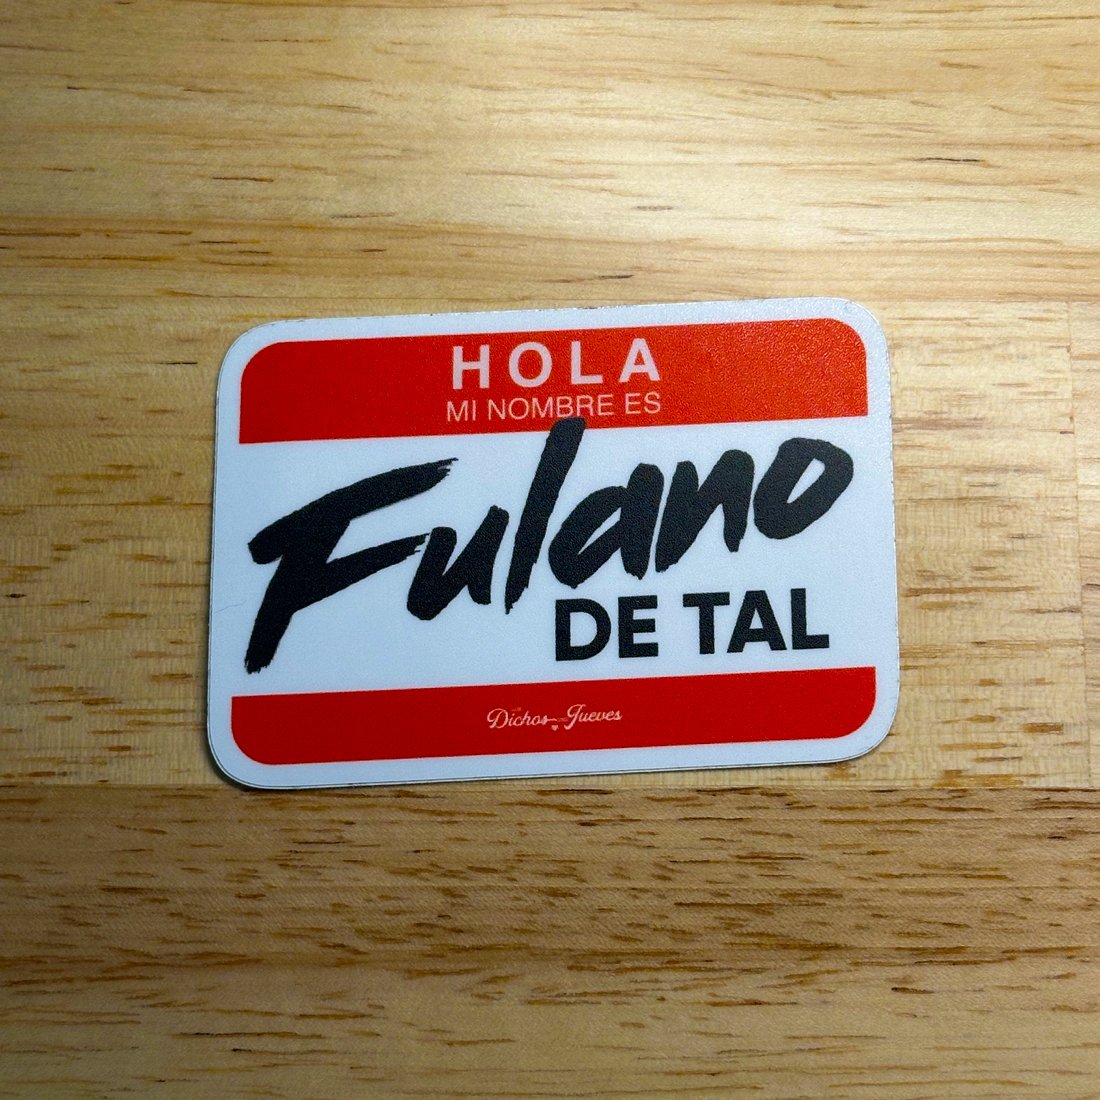 HOLA
MI NOMBRE ES
Fulano
DE TAL
Dichos Jueves